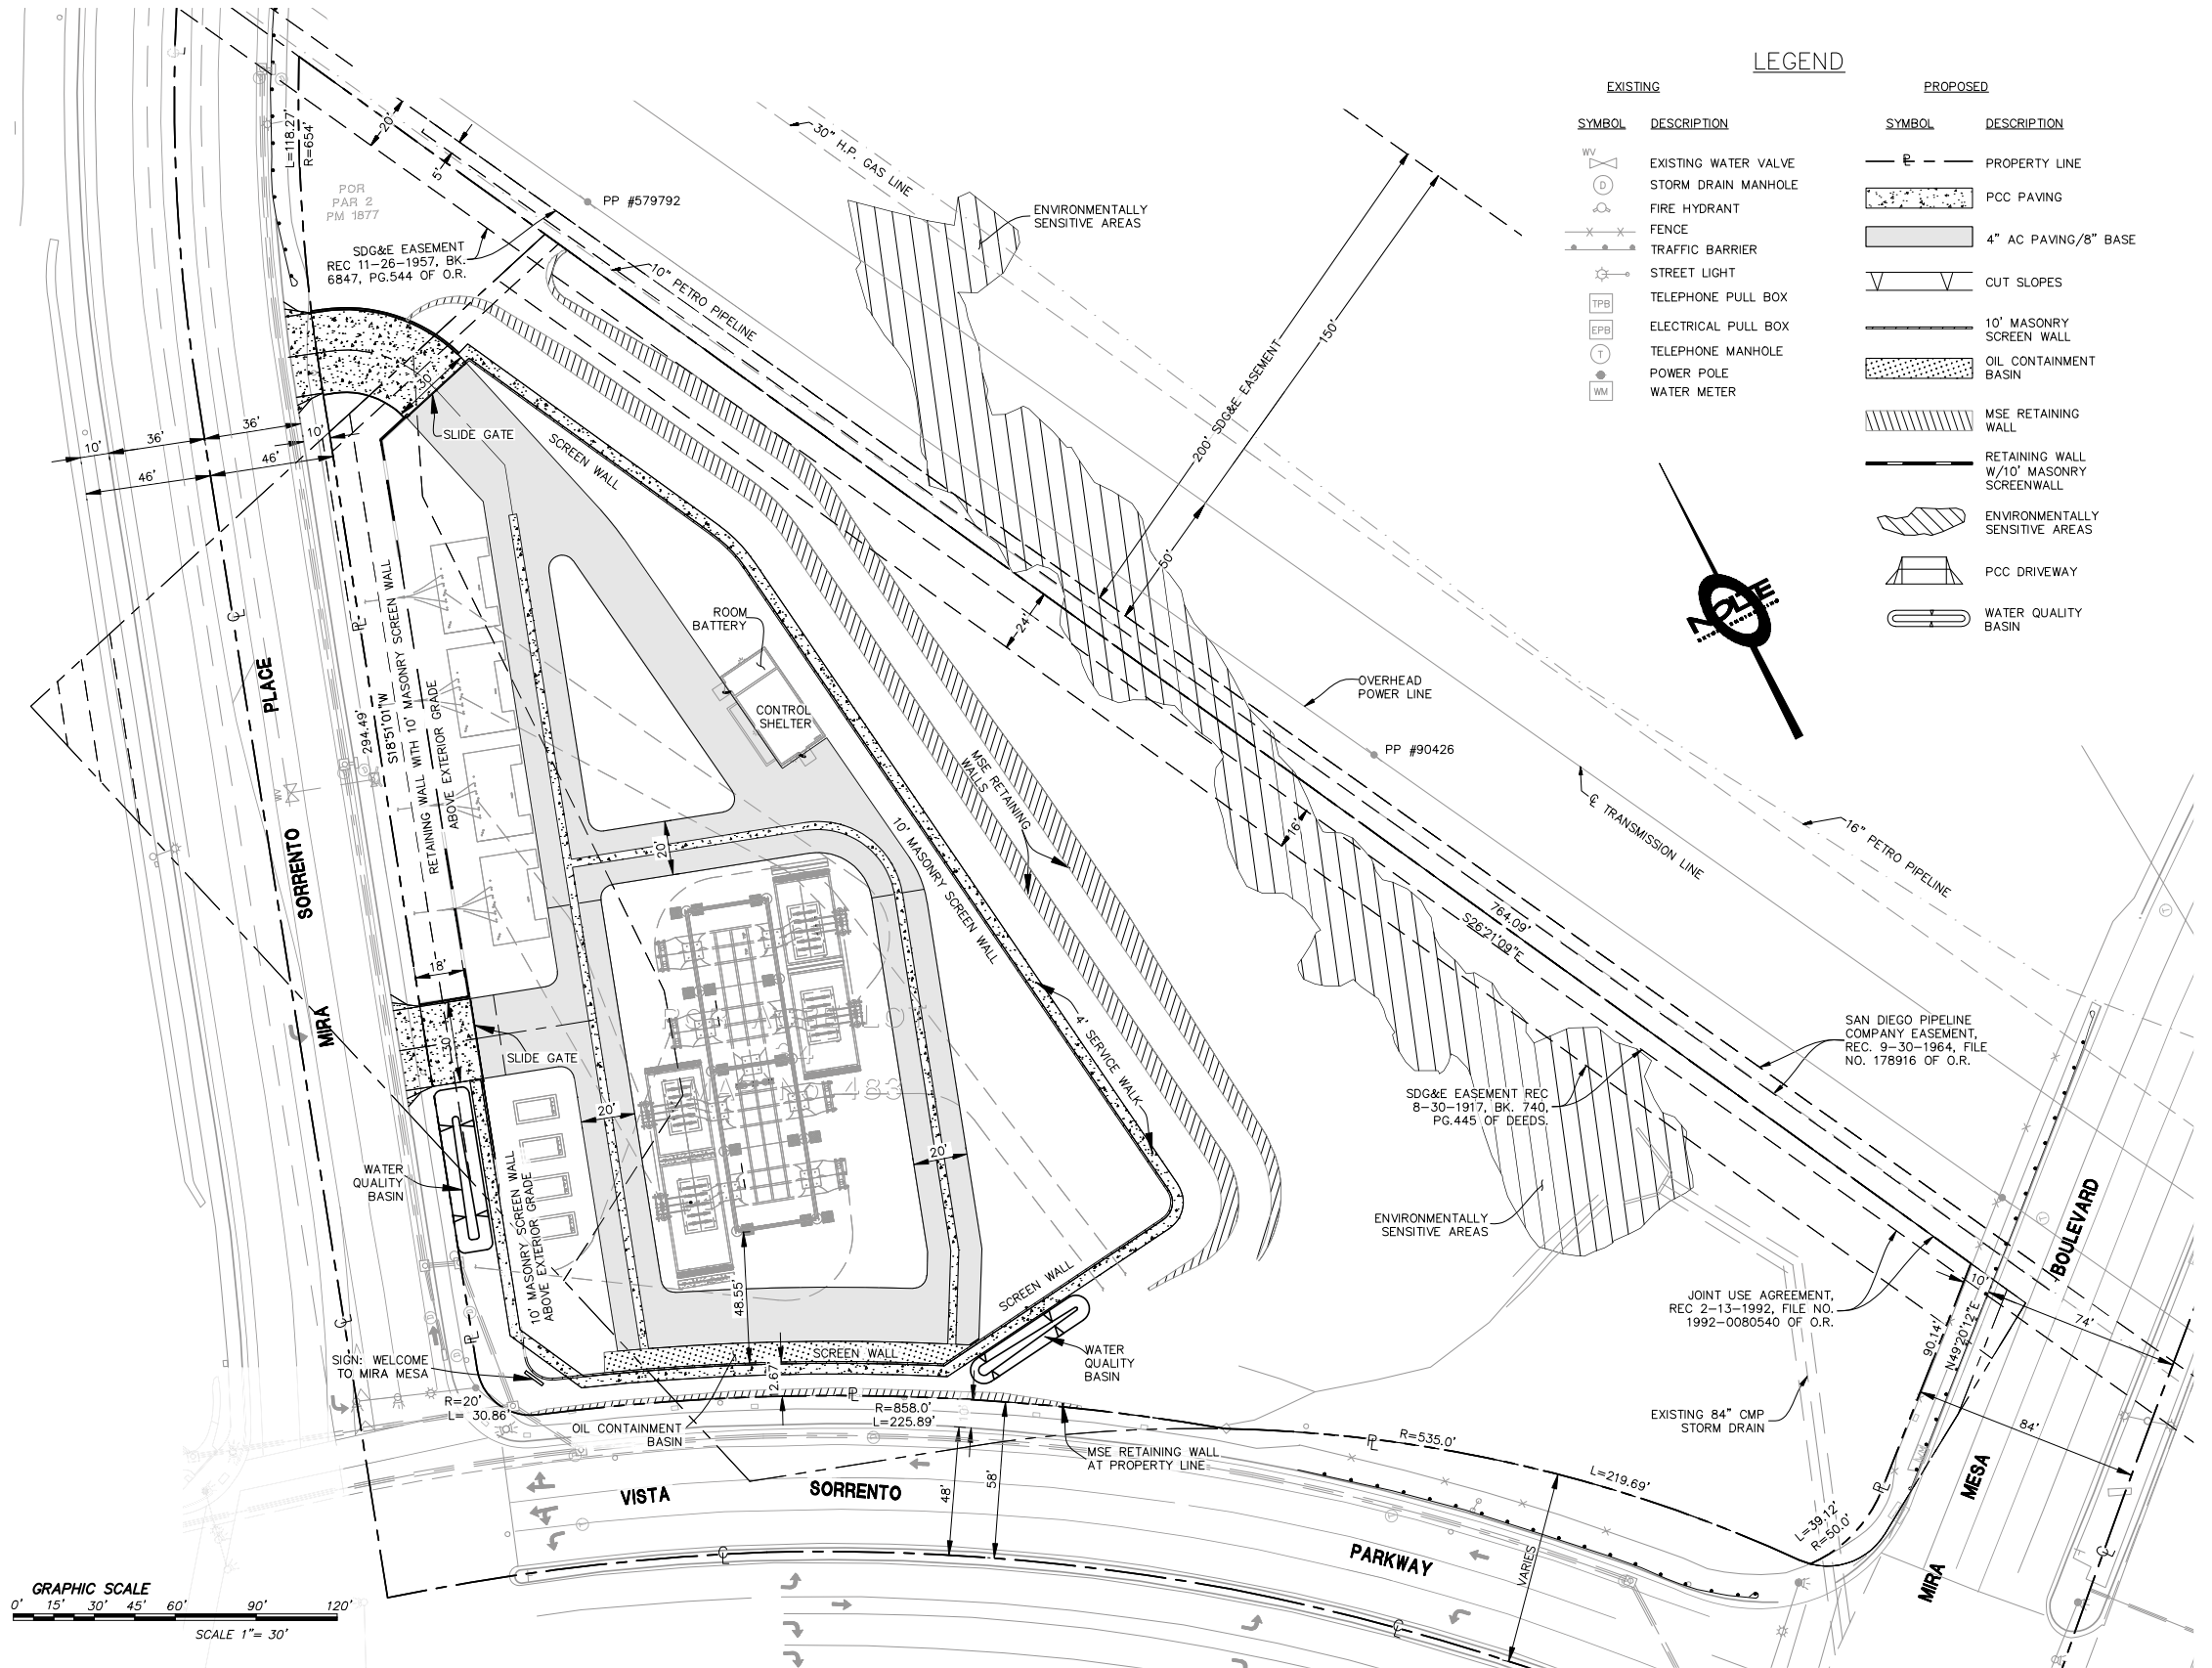 LEGEND
EXISTING
PROPOSED
SYMBOL DESCRIPTION
SYMBOL DESCRIPTION
WV
EXISTING WATER VALVE
D
STORM DRAIN MANHOLE
FIRE HYDRANT
FENCE
TRAFFIC BARRIER
STREET LIGHT
TPB
TELEPHONE PULL BOX
EPB
ELECTRICAL PULL BOX
T
TELEPHONE MANHOLE
POWER POLE
WM
WATER METER
PROPERTY LINE
PCC PAVING
4" AC PAVING/8" BASE
CUT SLOPES
10' MASONRY
SCREEN WALL
OIL CONTAINMENT
BASIN
MSE RETAINING
WALL
RETAINING WALL
W/10' MASONRY
SCREENWALL
ENVIRONMENTALLY
SENSITIVE AREAS
PCC DRIVEWAY
WATER QUALITY
BASIN
NOLTE
L=118.27'
R=654'
POR
PAR 2
PM 1877
20'
5'
PP #579792
30" H.P. GAS LINE
ENVIRONMENTALLY
SENSITIVE AREAS
SDG&E EASEMENT
REC 11-26-1957, BK.
6847, PG.544 OF O.R.
10" PETRO PIPELINE
200' SDG&E EASEMENT
150'
50'
30'
SLIDE GATE
SCREEN WALL
10'
36'
36'
10'
46'
46'
24'
ROOM
BATTERY
CONTROL
SHELTER
OVERHEAD
POWER LINE
PP #90426
℄ TRANSMISSION LINE
16" PETRO PIPELINE
294.49'
S18°51'01"W
RETAINING WALL WITH 10' MASONRY SCREEN WALL
ABOVE EXTERIOR GRADE
WV
PLACE
SORRENTO
MIRA
MSE RETAINING
WALLS
10' MASONRY SCREEN WALL
20'
16'
764.09'
S26°21'09"E
18'
30'
SLIDE GATE
4' SERVICE WALK
20'
20'
SAN DIEGO PIPELINE
COMPANY EASEMENT,
REC. 9-30-1964, FILE
NO. 178916 OF O.R.
SDG&E EASEMENT REC
8-30-1917, BK. 740,
PG.445 OF DEEDS.
ENVIRONMENTALLY
SENSITIVE AREAS
WATER
QUALITY
BASIN
10' MASONRY SCREEN WALL
ABOVE EXTERIOR GRADE
48.55'
SCREEN WALL
SCREEN WALL
WATER
QUALITY
BASIN
JOINT USE AGREEMENT,
REC 2-13-1992, FILE NO.
1992-0080540 OF O.R.
10'
74'
90.14'
N49°20'12"E
84'
BOULEVARD
MESA
MIRA
SIGN: WELCOME
TO MIRA MESA
R=20'
L= 30.86'
OIL CONTAINMENT
BASIN
R=858.0'
L=225.89'
MSE RETAINING WALL
AT PROPERTY LINE
EXISTING 84" CMP
STORM DRAIN
R=535.0'
L=219.69'
L=39.12'
R=50.0'
48'
58'
VARIES
VISTA
SORRENTO
PARKWAY
GRAPHIC SCALE
0' 15' 30' 45' 60' 90' 120'
SCALE 1"= 30'